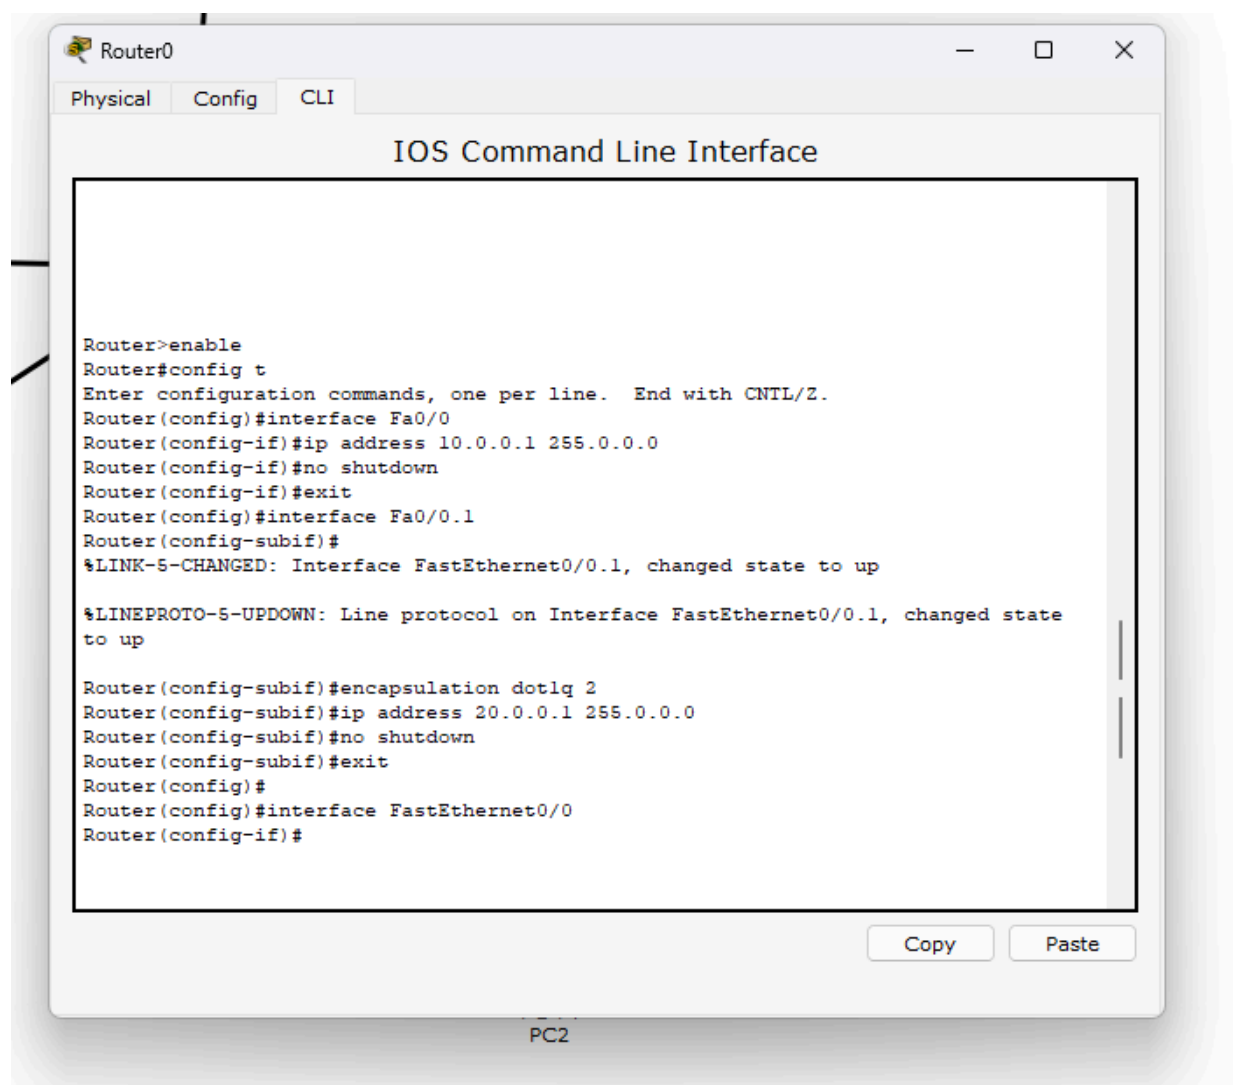 Router0
Physical Config CLI
IOS Command Line Interface
Router>enable
Router#config t
Enter configuration commands, one per line.  End with CNTL/Z.
Router(config)#interface Fa0/0
Router(config-if)#ip address 10.0.0.1 255.0.0.0
Router(config-if)#no shutdown
Router(config-if)#exit
Router(config)#interface Fa0/0.1
Router(config-subif)#
%LINK-5-CHANGED: Interface FastEthernet0/0.1, changed state to up
%LINEPROTO-5-UPDOWN: Line protocol on Interface FastEthernet0/0.1, changed state
to up
Router(config-subif)#encapsulation dot1q 2
Router(config-subif)#ip address 20.0.0.1 255.0.0.0
Router(config-subif)#no shutdown
Router(config-subif)#exit
Router(config)#
Router(config)#interface FastEthernet0/0
Router(config-if)#
Copy Paste
PC2